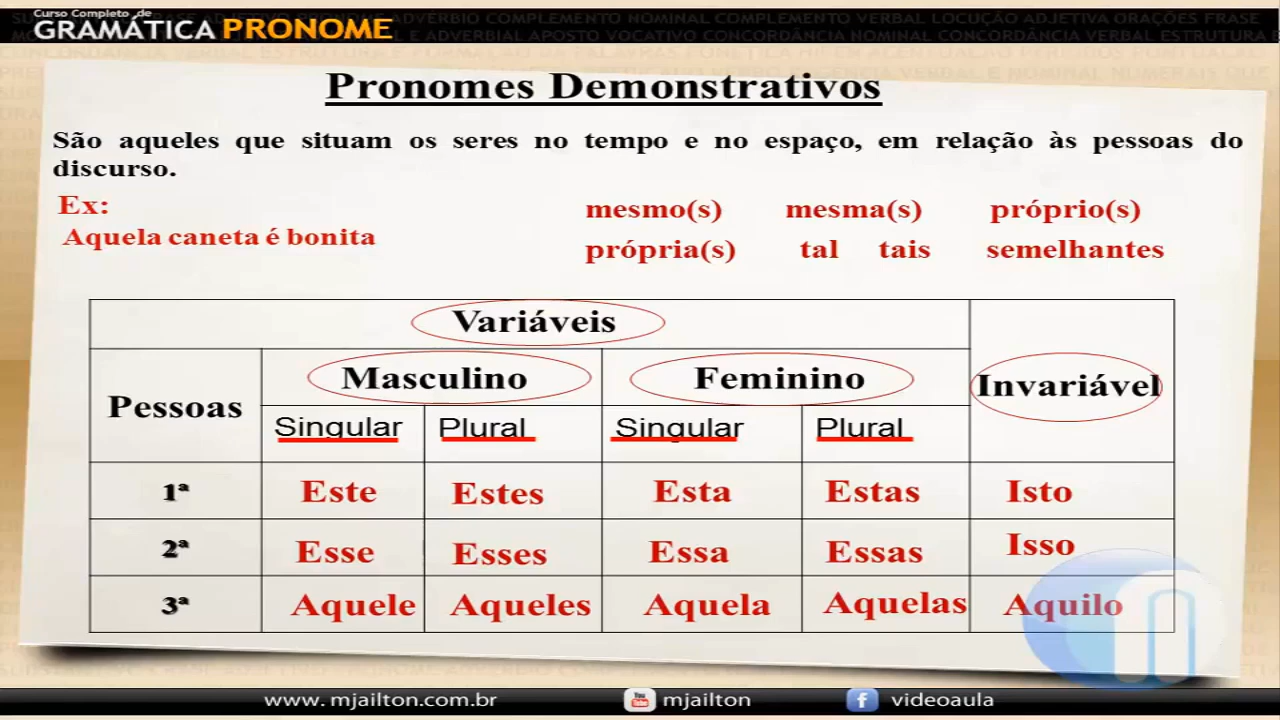 Curso Completo de
GRAMÁTICA PRONOME
Pronomes Demonstrativos
São aqueles que situam os seres no tempo e no espaço, em relação às pessoas do
discurso.
Ex:
Aquela caneta é bonita
mesmo(s) mesma(s) próprio(s)
própria(s) tal tais semelhantes
Variáveis
Pessoas Masculino Feminino Invariável
Singular Plural Singular Plural
1ª Este Estes Esta Estas Isto
2ª Esse Esses Essa Essas Isso
3ª Aquele Aqueles Aquela Aquelas Aquilo
www.mjailton.com.br You Tube mjailton f videoaula